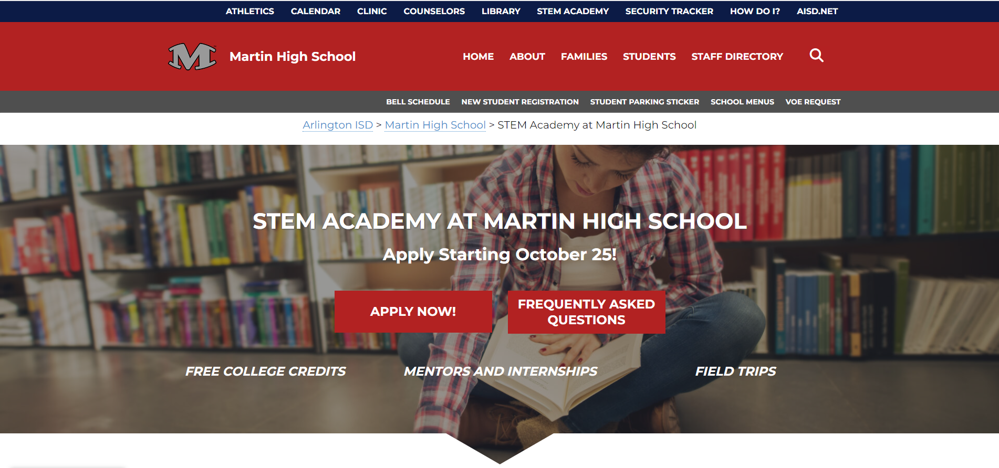 ATHLETICS CALENDAR CLINIC COUNSELORS LIBRARY STEM ACADEMY SECURITY TRACKER HOW DO I? AISD.NET
M Martin High School HOME ABOUT FAMILIES STUDENTS STAFF DIRECTORY
BELL SCHEDULE NEW STUDENT REGISTRATION STUDENT PARKING STICKER SCHOOL MENUS VOE REQUEST
Arlington ISD > Martin High School > STEM Academy at Martin High School
STEM ACADEMY AT MARTIN HIGH SCHOOL
Apply Starting October 25!
APPLY NOW!
FREQUENTLY ASKED
QUESTIONS
FREE COLLEGE CREDITS MENTORS AND INTERNSHIPS FIELD TRIPS